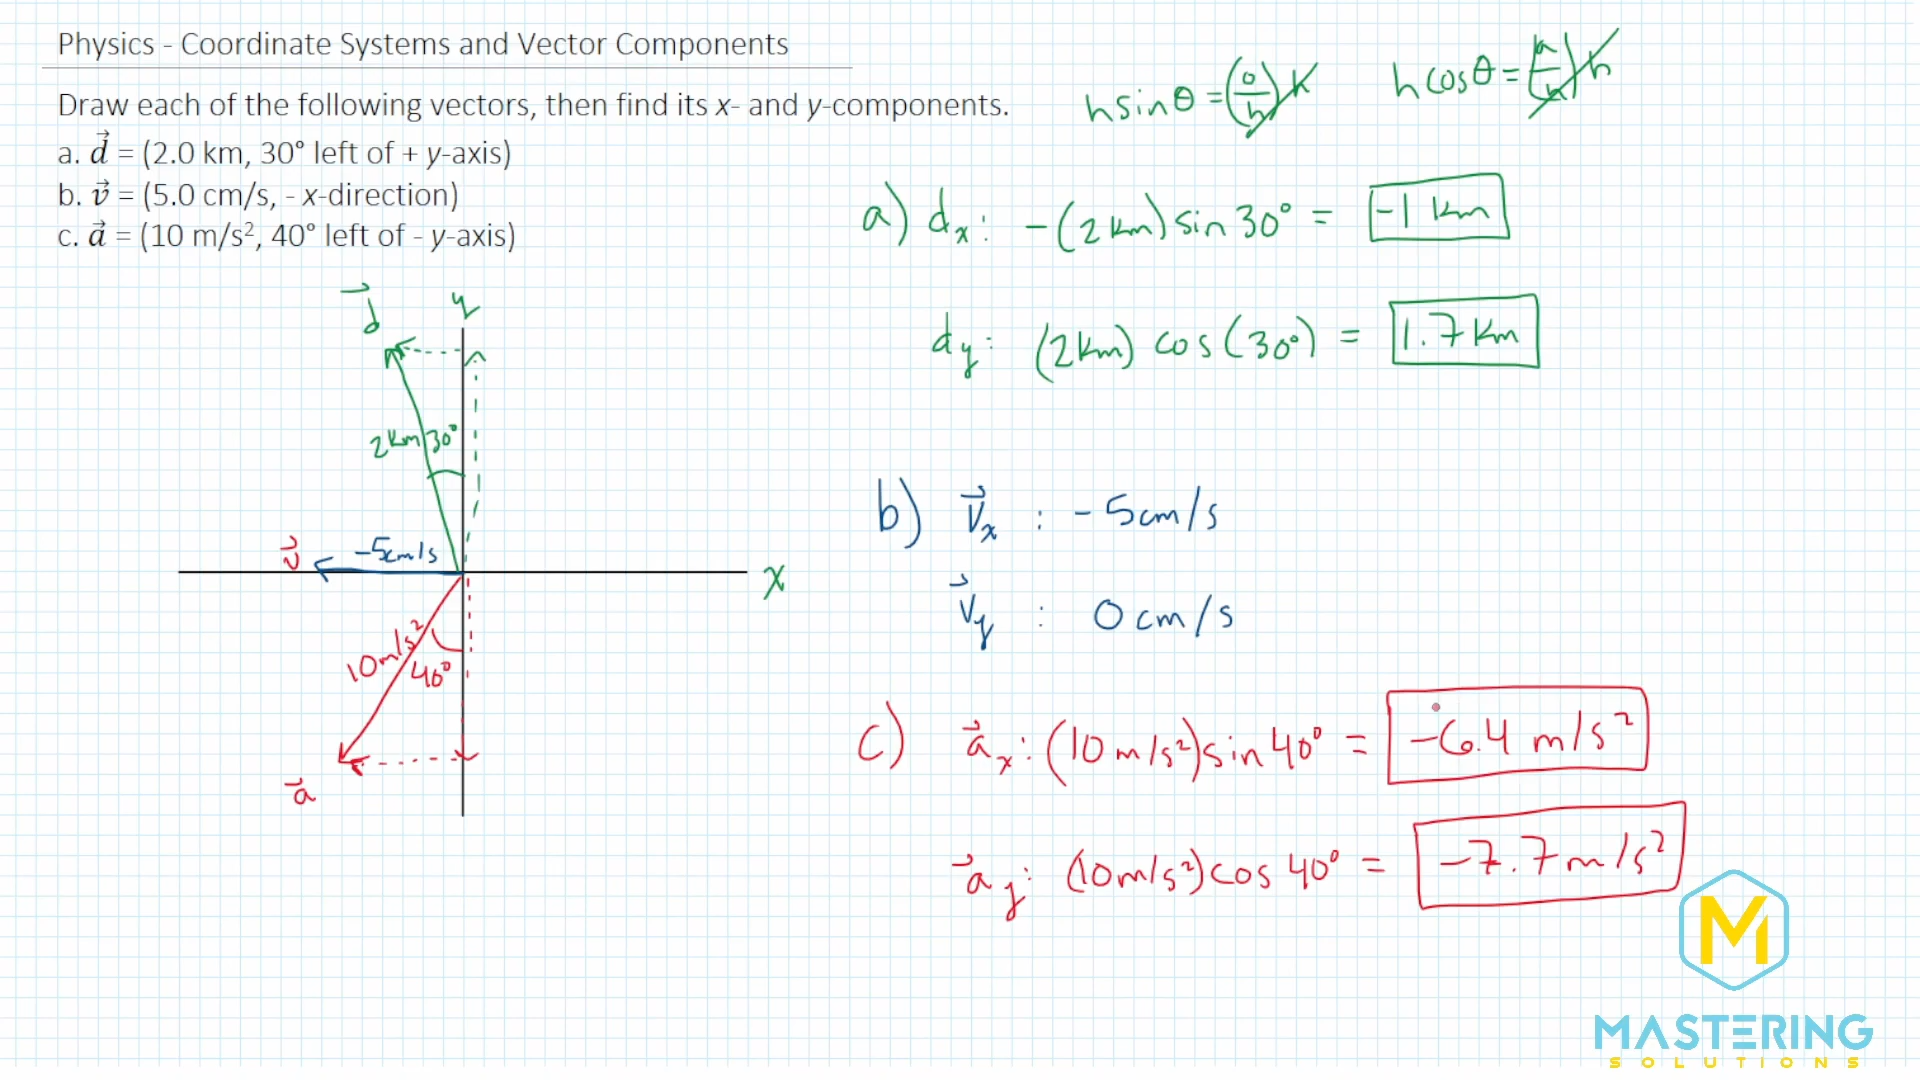 Physics - Coordinate Systems and Vector Components
Draw each of the following vectors, then find its x- and y-components.
a. d⃗ = (2.0 km, 30° left of + y-axis)
b. v⃗ = (5.0 cm/s, - x-direction)
c. a⃗ = (10 m/s², 40° left of - y-axis)
h sin θ = (o/h) h
h cos θ = (a/h) h
a) dx: -(2 km) sin 30° = -1 km
dy: (2 km) cos (30°) = 1.7 km
b) v⃗x : -5 cm/s
v⃗y : 0 cm/s
c) a⃗x: (10 m/s²) sin 40° = -6.4 m/s²
a⃗y: (10 m/s²) cos 40° = -7.7 m/s²
d⃗
y
2 km
30°
v⃗
-5 cm/s
x
10 m/s²
40°
a⃗
M
MASTERING
SOLUTIONS